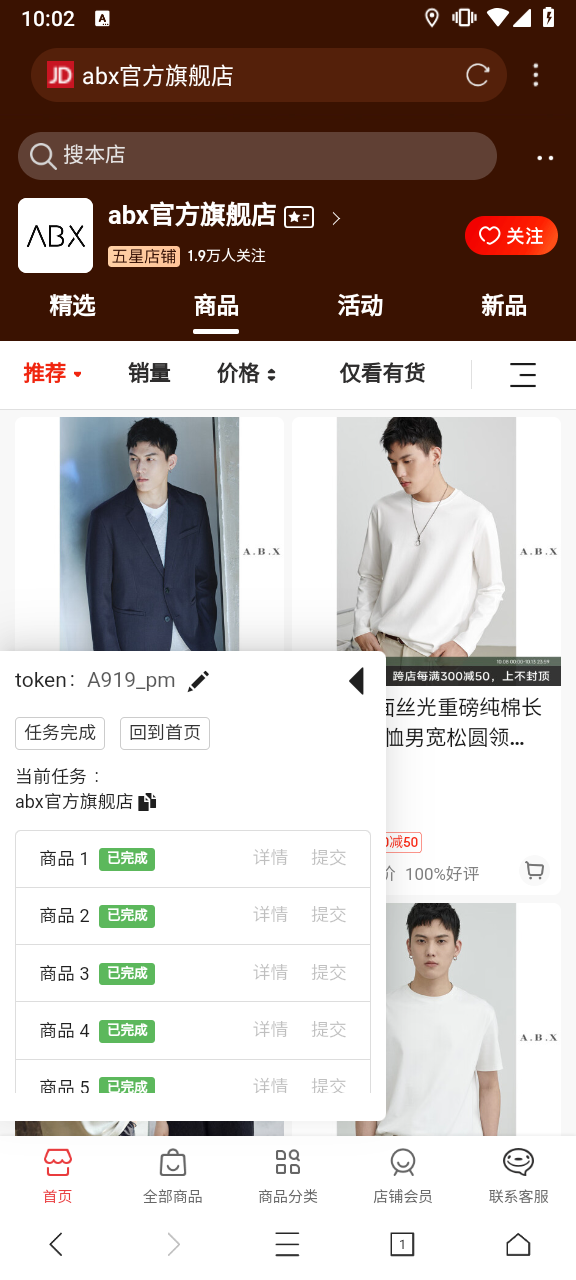 10:02
A
JD abx官方旗舰店
搜本店
ABX
abx官方旗舰店
五星店铺 1.9万人关注
关注
精选 商品 活动 新品
推荐 销量 价格 仅看有货
A.B.X
A.B.X
跨店每满300减50，上不封顶
token： A919_pm
任务完成 回到首页
当前任务：
abx官方旗舰店
面丝光重磅纯棉长
恤男宽松圆领...
0减50
价 100%好评
商品 1 已完成 详情 提交
商品 2 已完成 详情 提交
商品 3 已完成 详情 提交
商品 4 已完成 详情 提交
商品 5 已完成 详情 提交
A.B.X
首页 全部商品 商品分类 店铺会员 联系客服
1